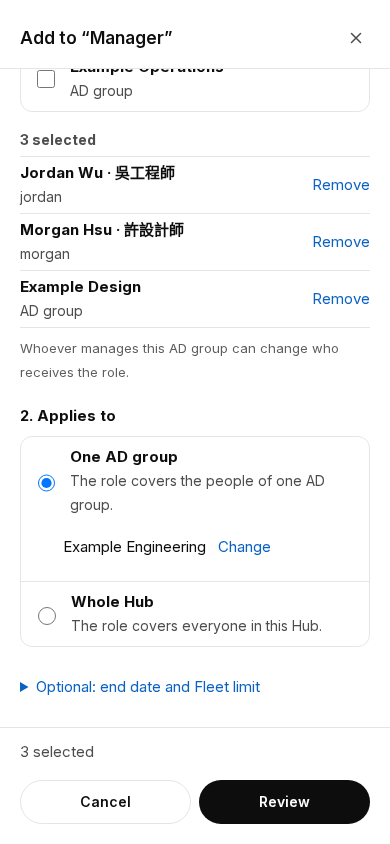 Add to “Manager”
Example Operations
AD group
3 selected
Jordan Wu · 吳工程師
jordan
Remove
Morgan Hsu · 許設計師
morgan
Remove
Example Design
AD group
Remove
Whoever manages this AD group can change who
receives the role.
2. Applies to
One AD group
The role covers the people of one AD
group.
Example Engineering Change
Whole Hub
The role covers everyone in this Hub.
Optional: end date and Fleet limit
3 selected
Cancel
Review